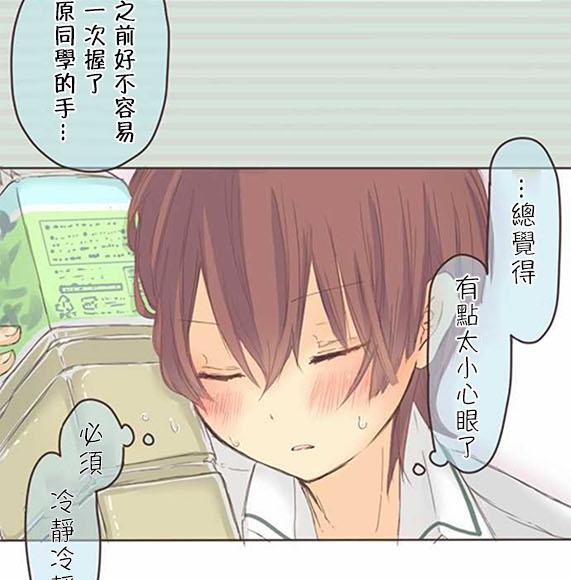 之前好不容易
一次握了
原同學的手…
…總覺得
有點太小心眼了
必須
冷靜冷靜